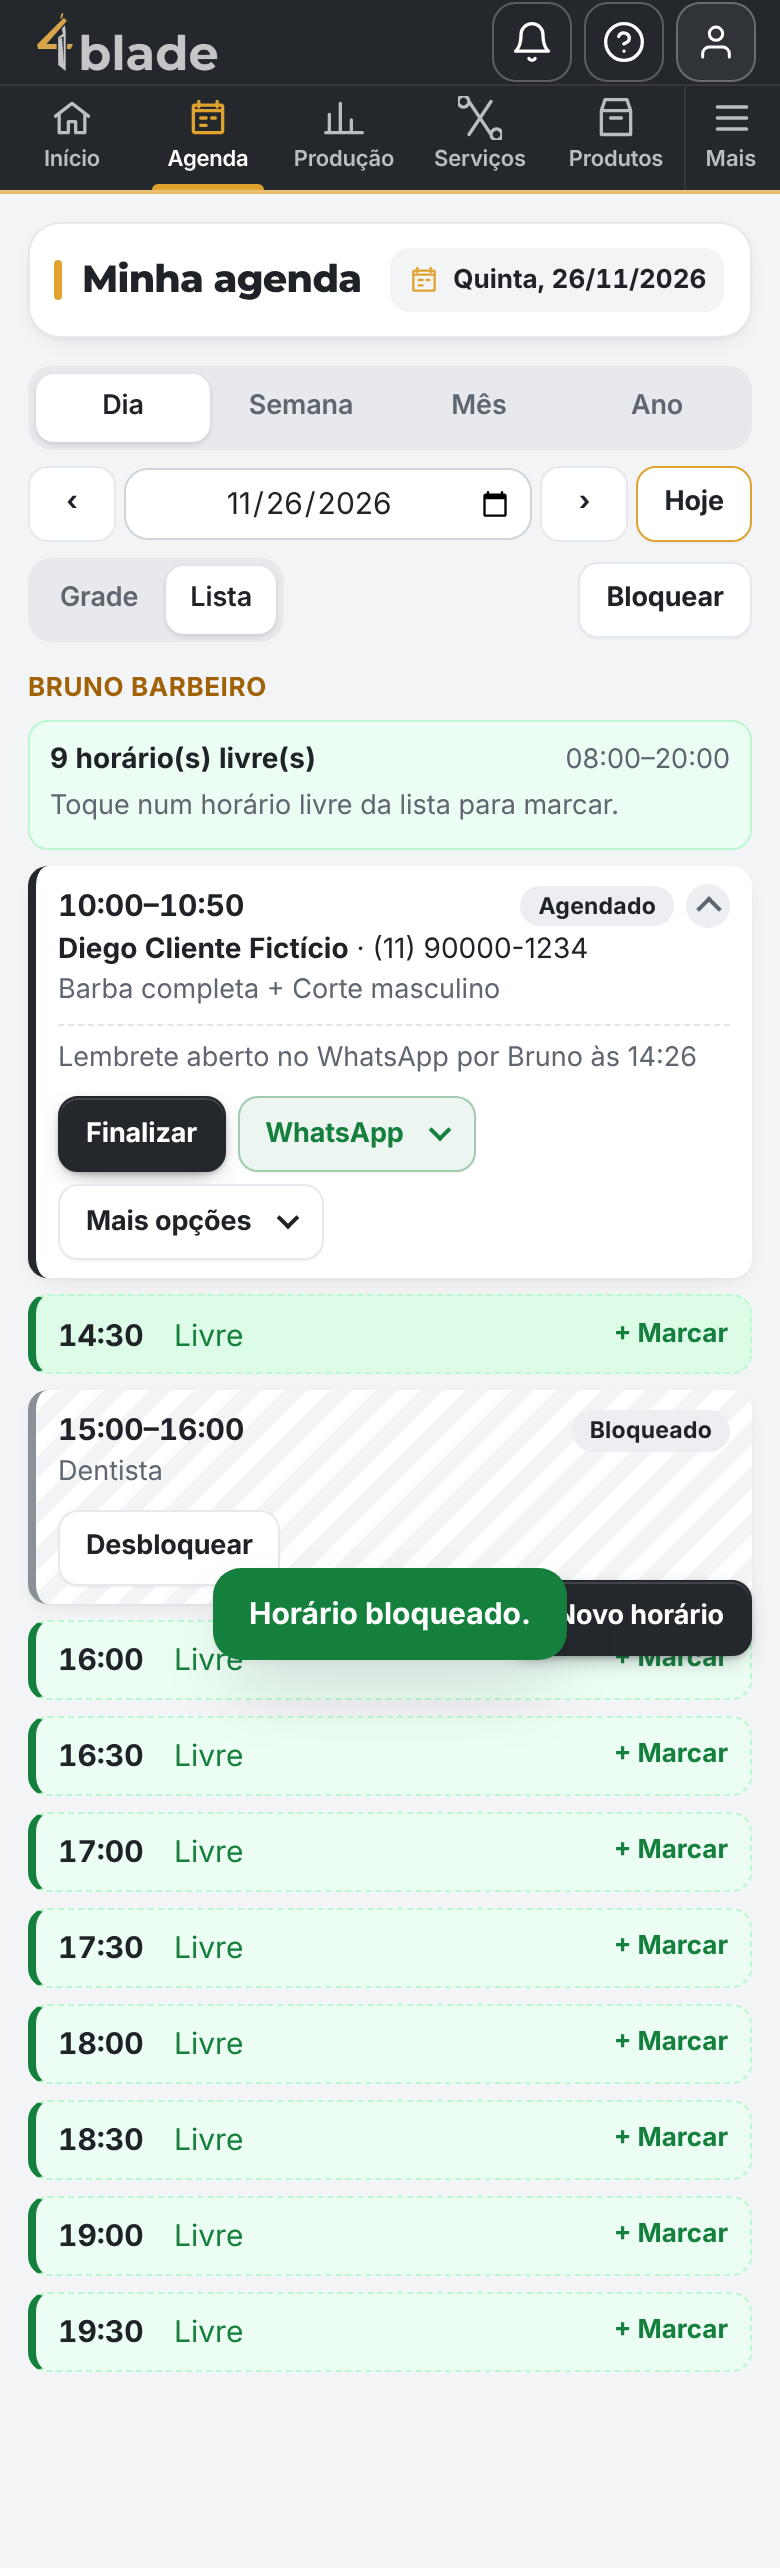 4blade
Início Agenda Produção Serviços Produtos Mais
Minha agenda Quinta, 26/11/2026
Dia Semana Mês Ano
‹ 11/26/2026 › Hoje
Grade Lista Bloquear
BRUNO BARBEIRO
9 horário(s) livre(s) 08:00–20:00
Toque num horário livre da lista para marcar.
10:00–10:50 Agendado
Diego Cliente Fictício · (11) 90000-1234
Barba completa + Corte masculino
Lembrete aberto no WhatsApp por Bruno às 14:26
Finalizar WhatsApp
Mais opções
14:30 Livre + Marcar
15:00–16:00 Bloqueado
Dentista
Desbloquear
Horário bloqueado. Novo horário
16:00 Livre + Marcar
16:30 Livre + Marcar
17:00 Livre + Marcar
17:30 Livre + Marcar
18:00 Livre + Marcar
18:30 Livre + Marcar
19:00 Livre + Marcar
19:30 Livre + Marcar